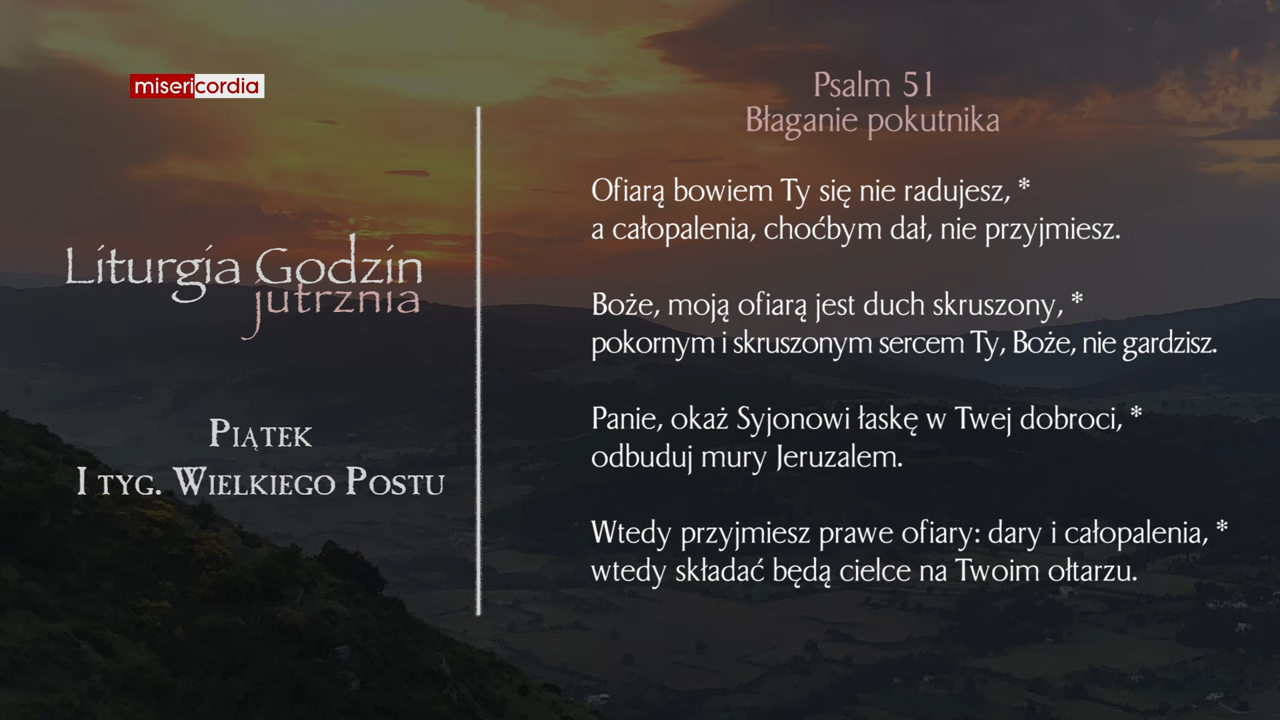 misericordia
Liturgia Godzin
jutrznia
Piątek
I tyg. Wielkiego Postu
Psalm 51
Błaganie pokutnika
Ofiarą bowiem Ty się nie radujesz, *
a całopalenia, choćbym dał, nie przyjmiesz.
Boże, moją ofiarą jest duch skruszony, *
pokornym i skruszonym sercem Ty, Boże, nie gardzisz.
Panie, okaż Syjonowi łaskę w Twej dobroci, *
odbuduj mury Jeruzalem.
Wtedy przyjmiesz prawe ofiary: dary i całopalenia, *
wtedy składać będą cielce na Twoim ołtarzu.